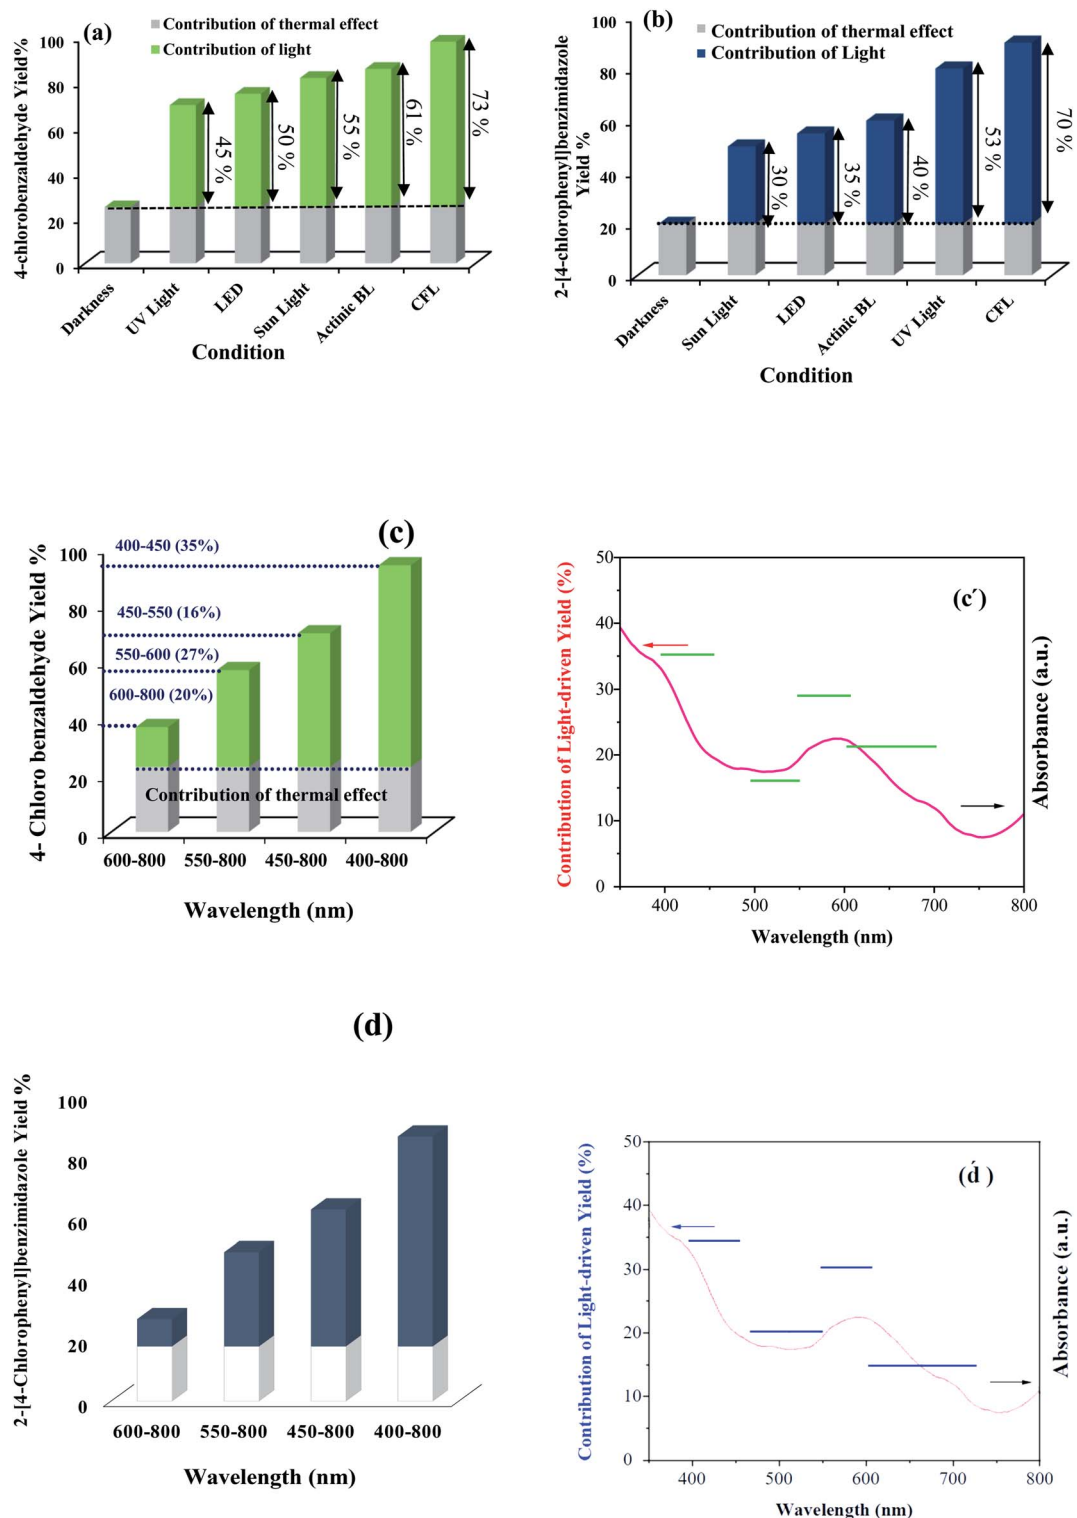 (a)
Contribution of thermal effect
Contribution of light
4-chlorobenzaldehyde Yield%
100
80
60
40
20
0
45 %
50 %
55 %
61 %
73 %
Darkness
UV Light
LED
Sun Light
Actinic BL
CFL
Condition
(b)
Contribution of thermal effect
Contribution of Light
2-[4-chlorophenyl]benzimidazole
Yield %
100
80
60
40
20
0
30 %
35 %
40 %
53 %
70 %
Darkness
Sun Light
LED
Actinic BL
UV Light
CFL
Condition
(c)
4- Chloro benzaldehyde Yield %
100
80
60
40
20
0
400-450 (35%)
450-550 (16%)
550-600 (27%)
600-800 (20%)
Contribution of thermal effect
600-800
550-800
450-800
400-800
Wavelength (nm)
(c´)
Contribution of Light-driven Yield (%)
50
40
30
20
10
0
400
500
600
700
800
Wavelength (nm)
Absorbance (a.u.)
(d)
2-[4-Chlorophenyl]benzimidazole Yield %
100
80
60
40
20
0
600-800
550-800
450-800
400-800
Wavelength (nm)
(d́ )
Contribution of Light-driven Yield (%)
50
40
30
20
10
0
400
500
600
700
800
Wavelength (nm)
Absorbance (a.u.)